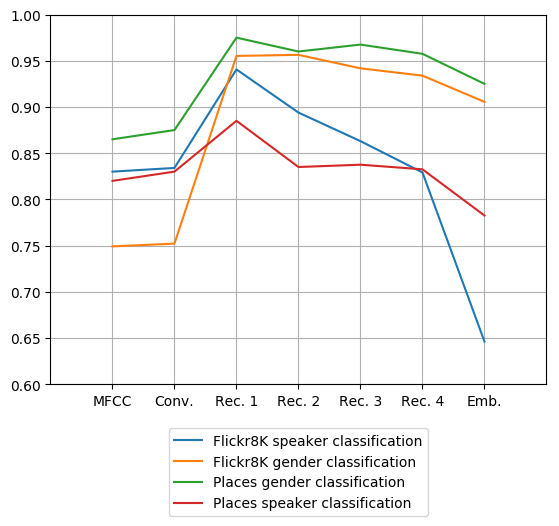 1.00
0.95
0.90
0.85
0.80
0.75
0.70
0.65
0.60
MFCC Conv. Rec. 1 Rec. 2 Rec. 3 Rec. 4 Emb.
Flickr8K speaker classification
Flickr8K gender classification
Places gender classification
Places speaker classification